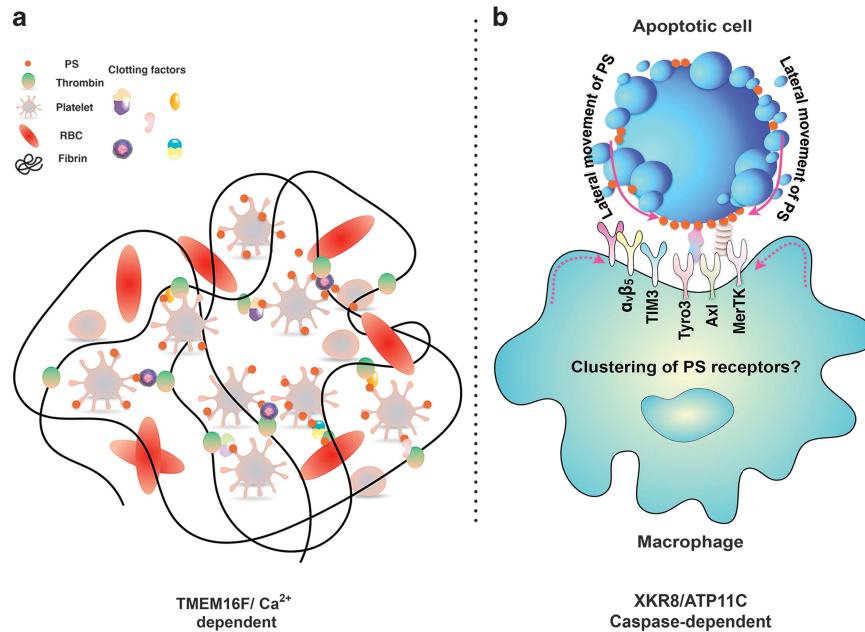 a
PS
Thrombin
Platelet
RBC
Fibrin
Clotting factors
TMEM16F/ Ca²⁺
dependent
b
Apoptotic cell
Lateral movement of PS
Lateral movement of PS
αvβ5
TIM3
Tyro3
Axl
MerTK
Clustering of PS receptors?
Macrophage
XKR8/ATP11C
Caspase-dependent